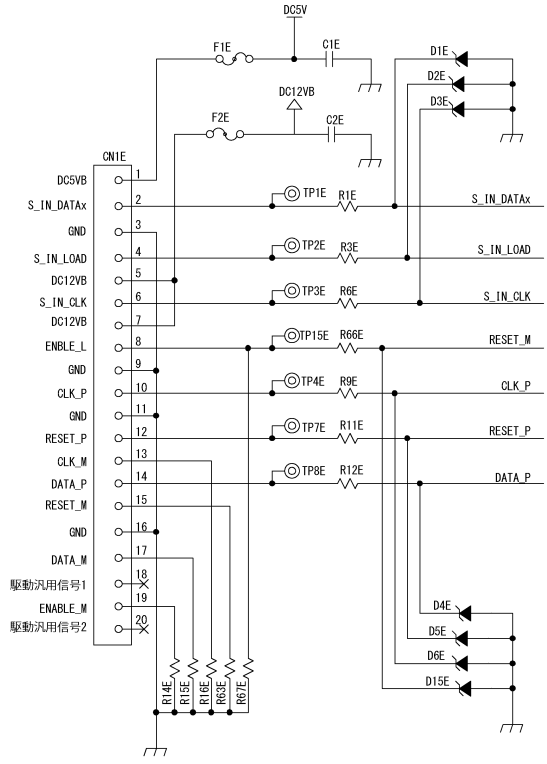 DC5V
F1E
C1E
D1E
D2E
D3E
DC12VB
F2E
C2E
CN1E
DC5VB 1
S_IN_DATAx 2 TP1E R1E S_IN_DATAx
GND 3
S_IN_LOAD 4 TP2E R3E S_IN_LOAD
DC12VB 5
S_IN_CLK 6 TP3E R6E S_IN_CLK
DC12VB 7
ENBLE_L 8 TP15E R66E RESET_M
GND 9
CLK_P 10 TP4E R9E CLK_P
GND 11
RESET_P 12 TP7E R11E RESET_P
CLK_M 13
DATA_P 14 TP8E R12E DATA_P
RESET_M 15
GND 16
DATA_M 17
駆動汎用信号1 18
ENABLE_M 19
駆動汎用信号2 20
D4E
D5E
D6E
D15E
R14E
R15E
R16E
R63E
R67E